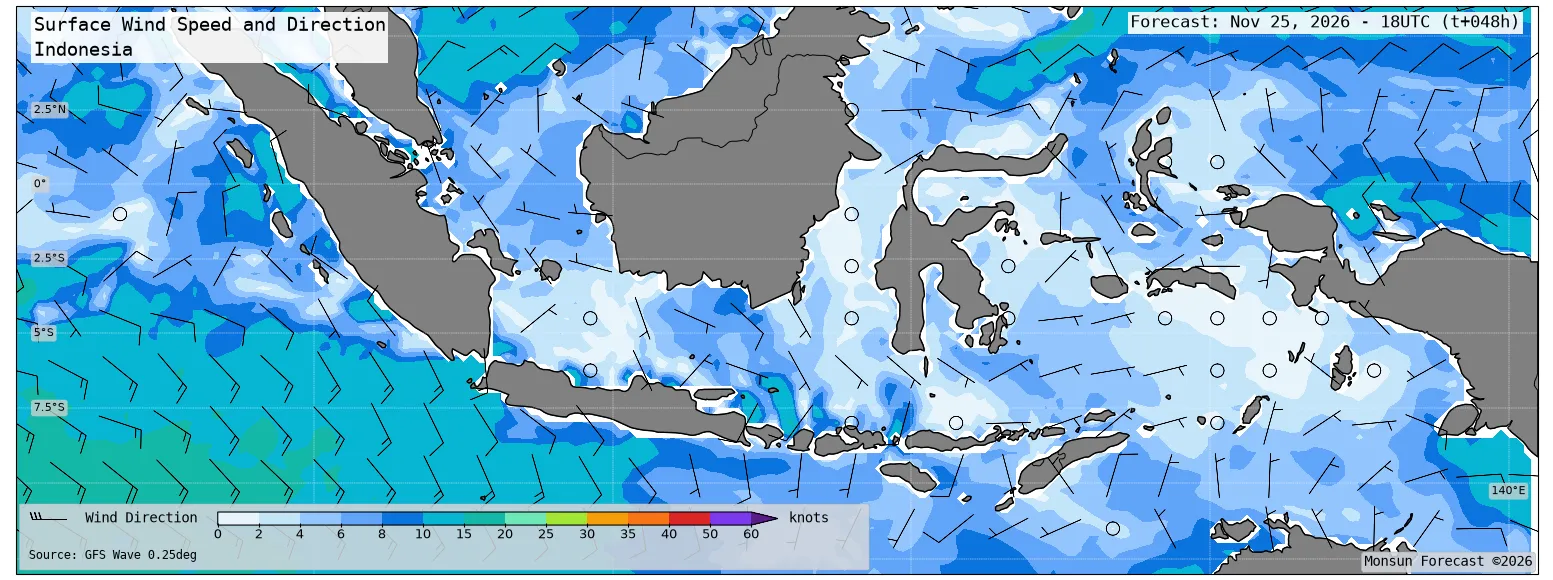 Surface Wind Speed and Direction
Indonesia
Forecast: Nov 25, 2026 - 18UTC (t+048h)
2.5°N
0°
2.5°S
5°S
7.5°S
140°E
Wind Direction
knots
0 2 4 6 8 10 15 20 25 30 35 40 50 60
Source: GFS Wave 0.25deg
Monsun Forecast ©2026